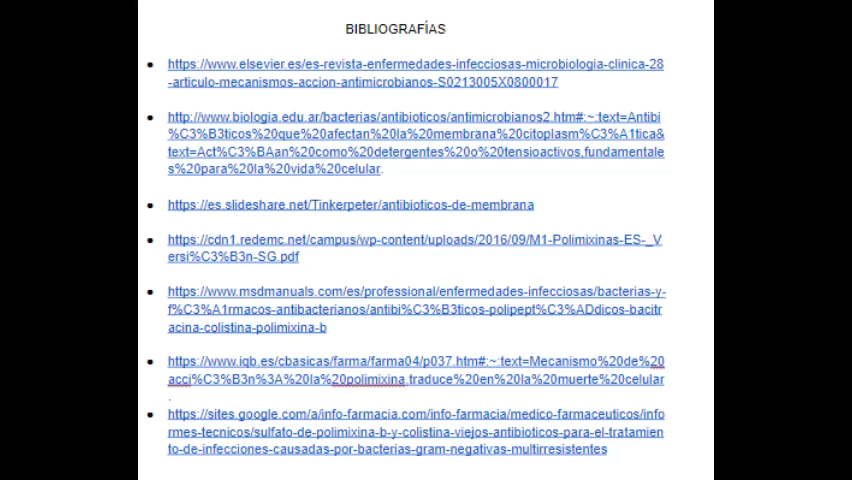 BIBLIOGRAFÍAS
● https://www.elsevier.es/es-revista-enfermedades-infecciosas-microbiologia-clinica-28
-articulo-mecanismos-accion-antimicrobianos-S0213005X0800017
● http://www.biologia.edu.ar/bacterias/antibioticos/antimicrobianos2.htm#:~:text=Antibi
%C3%B3ticos%20que%20afectan%20la%20membrana%20citoplasm%C3%A1tica&
text=Act%C3%BAan%20como%20detergentes%20o%20tensioactivos,fundamentale
s%20para%20la%20vida%20celular.
● https://es.slideshare.net/Tinkerpeter/antibioticos-de-membrana
● https://cdn1.redemc.net/campus/wp-content/uploads/2016/09/M1-Polimixinas-ES-_V
ersi%C3%B3n-SG.pdf
● https://www.msdmanuals.com/es/professional/enfermedades-infecciosas/bacterias-y-
f%C3%A1rmacos-antibacterianos/antibi%C3%B3ticos-polipept%C3%ADdicos-bacitr
acina-colistina-polimixina-b
● https://www.iqb.es/cbasicas/farma/farma04/p037.htm#:~:text=Mecanismo%20de%20
acci%C3%B3n%3A%20la%20polimixina,traduce%20en%20la%20muerte%20celular
.
● https://sites.google.com/a/info-farmacia.com/info-farmacia/medico-farmaceuticos/info
rmes-tecnicos/sulfato-de-polimixina-b-y-colistina-viejos-antibioticos-para-el-tratamien
to-de-infecciones-causadas-por-bacterias-gram-negativas-multirresistentes